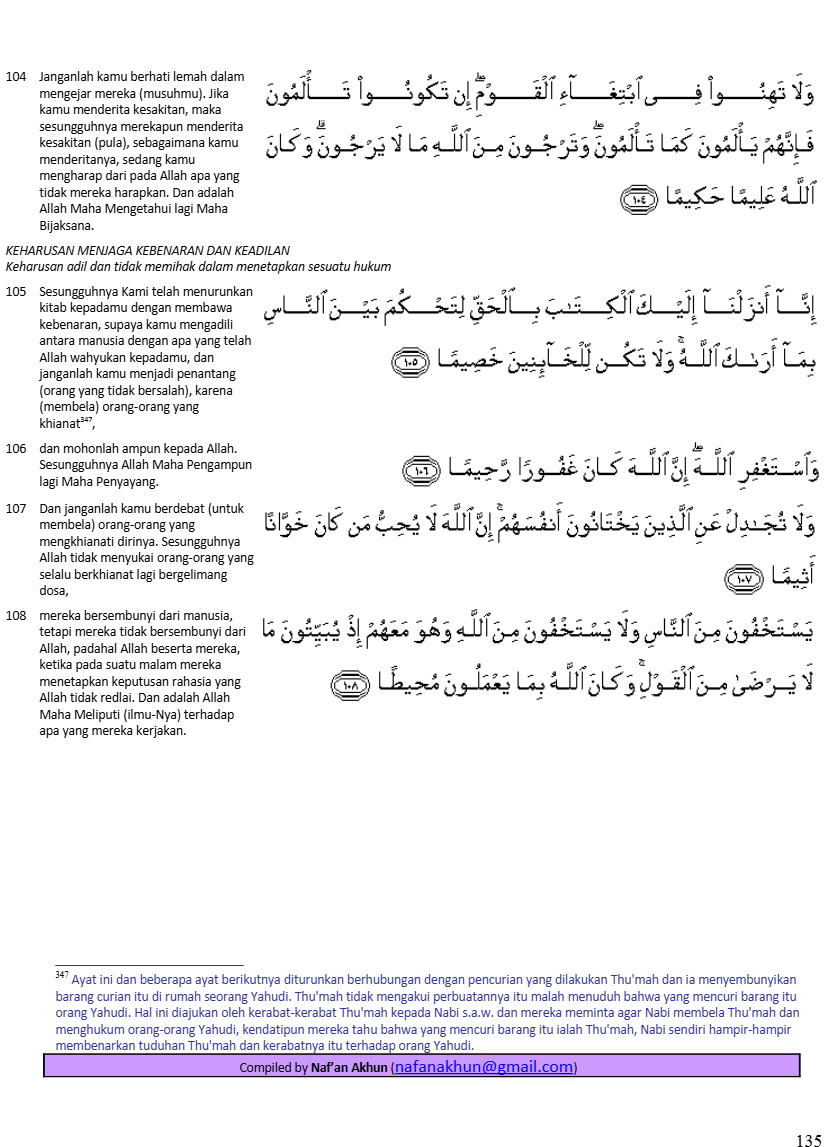 104 Janganlah kamu berhati lemah dalam
mengejar mereka (musuhmu). Jika
kamu menderita kesakitan, maka
sesungguhnya merekapun menderita
kesakitan (pula), sebagaimana kamu
menderitanya, sedang kamu
mengharap dari pada Allah apa yang
tidak mereka harapkan. Dan adalah
Allah Maha Mengetahui lagi Maha
Bijaksana.
وَلَا تَهِنُوا۟ فِى ٱبْتِغَآءِ ٱلْقَوْمِ ۖ إِن تَكُونُوا۟ تَأْلَمُونَ
فَإِنَّهُمْ يَأْلَمُونَ كَمَا تَأْلَمُونَ ۖ وَتَرْجُونَ مِنَ ٱللَّهِ مَا لَا يَرْجُونَ ۗ وَكَانَ
ٱللَّهُ عَلِيمًا حَكِيمًا ١٠٤
KEHARUSAN MENJAGA KEBENARAN DAN KEADILAN
Keharusan adil dan tidak memihak dalam menetapkan sesuatu hukum
105 Sesungguhnya Kami telah menurunkan
kitab kepadamu dengan membawa
kebenaran, supaya kamu mengadili
antara manusia dengan apa yang telah
Allah wahyukan kepadamu, dan
janganlah kamu menjadi penantang
(orang yang tidak bersalah), karena
(membela) orang-orang yang
khianat347,
إِنَّآ أَنزَلْنَآ إِلَيْكَ ٱلْكِتَٰبَ بِٱلْحَقِّ لِتَحْكُمَ بَيْنَ ٱلنَّاسِ
بِمَآ أَرَىٰكَ ٱللَّهُ ۚ وَلَا تَكُن لِّلْخَآئِنِينَ خَصِيمًا ١٠٥
106 dan mohonlah ampun kepada Allah.
Sesungguhnya Allah Maha Pengampun
lagi Maha Penyayang.
وَٱسْتَغْفِرِ ٱللَّهَ ۖ إِنَّ ٱللَّهَ كَانَ غَفُورًا رَّحِيمًا ١٠٦
107 Dan janganlah kamu berdebat (untuk
membela) orang-orang yang
mengkhianati dirinya. Sesungguhnya
Allah tidak menyukai orang-orang yang
selalu berkhianat lagi bergelimang
dosa,
وَلَا تُجَٰدِلْ عَنِ ٱلَّذِينَ يَخْتَانُونَ أَنفُسَهُمْ ۚ إِنَّ ٱللَّهَ لَا يُحِبُّ مَن كَانَ خَوَّانًا
أَثِيمًا ١٠٧
108 mereka bersembunyi dari manusia,
tetapi mereka tidak bersembunyi dari
Allah, padahal Allah beserta mereka,
ketika pada suatu malam mereka
menetapkan keputusan rahasia yang
Allah tidak redlai. Dan adalah Allah
Maha Meliputi (ilmu-Nya) terhadap
apa yang mereka kerjakan.
يَسْتَخْفُونَ مِنَ ٱلنَّاسِ وَلَا يَسْتَخْفُونَ مِنَ ٱللَّهِ وَهُوَ مَعَهُمْ إِذْ يُبَيِّتُونَ مَا
لَا يَرْضَىٰ مِنَ ٱلْقَوْلِ ۚ وَكَانَ ٱللَّهُ بِمَا يَعْمَلُونَ مُحِيطًا ١٠٨
347 Ayat ini dan beberapa ayat berikutnya diturunkan berhubungan dengan pencurian yang dilakukan Thu'mah dan ia menyembunyikan
barang curian itu di rumah seorang Yahudi. Thu'mah tidak mengakui perbuatannya itu malah menuduh bahwa yang mencuri barang itu
orang Yahudi. Hal ini diajukan oleh kerabat-kerabat Thu'mah kepada Nabi s.a.w. dan mereka meminta agar Nabi membela Thu'mah dan
menghukum orang-orang Yahudi, kendatipun mereka tahu bahwa yang mencuri barang itu ialah Thu'mah, Nabi sendiri hampir-hampir
membenarkan tuduhan Thu'mah dan kerabatnya itu terhadap orang Yahudi.
Compiled by Naf’an Akhun (nafanakhun@gmail.com)
135